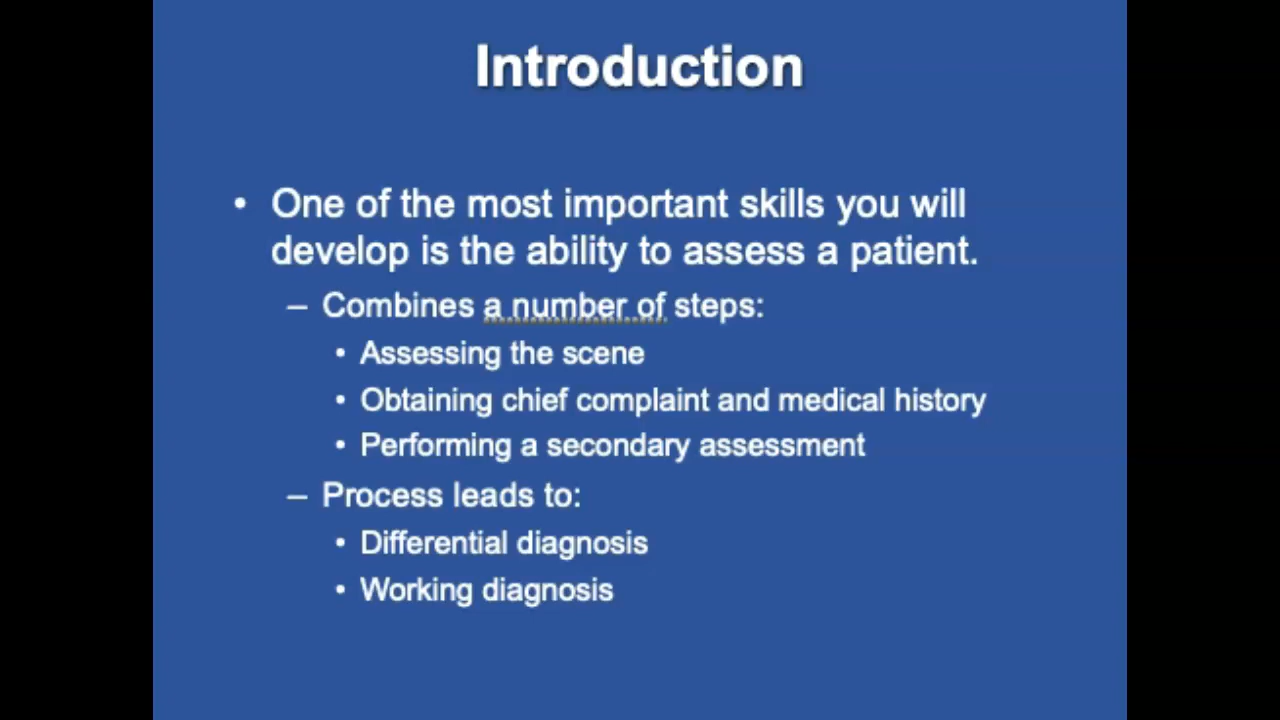 Introduction
• One of the most important skills you will
develop is the ability to assess a patient.
– Combines a number of steps:
• Assessing the scene
• Obtaining chief complaint and medical history
• Performing a secondary assessment
– Process leads to:
• Differential diagnosis
• Working diagnosis